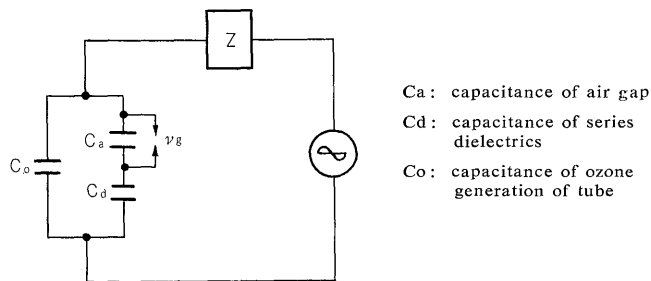 Z
Ca
νg
Co
Cd
Ca: capacitance of air gap
Cd: capacitance of series
dielectrics
Co: capacitance of ozone
generation of tube